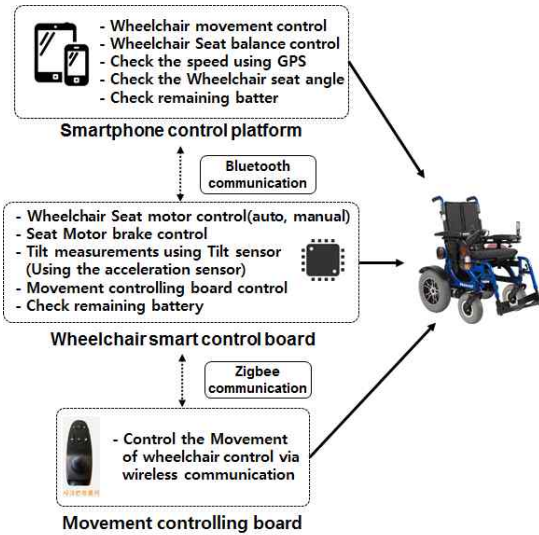 - Wheelchair movement control
- Wheelchair Seat balance control
- Check the speed using GPS
- Check the Wheelchair seat angle
- Check remaining batter
Smartphone control platform
Bluetooth
communication
- Wheelchair Seat motor control(auto, manual)
- Seat Motor brake control
- Tilt measurements using Tilt sensor
(Using the acceleration sensor)
- Movement controlling board control
- Check remaining battery
Wheelchair smart control board
Zigbee
communication
- Control the Movement
of wheelchair control via
wireless communication
Movement controlling board